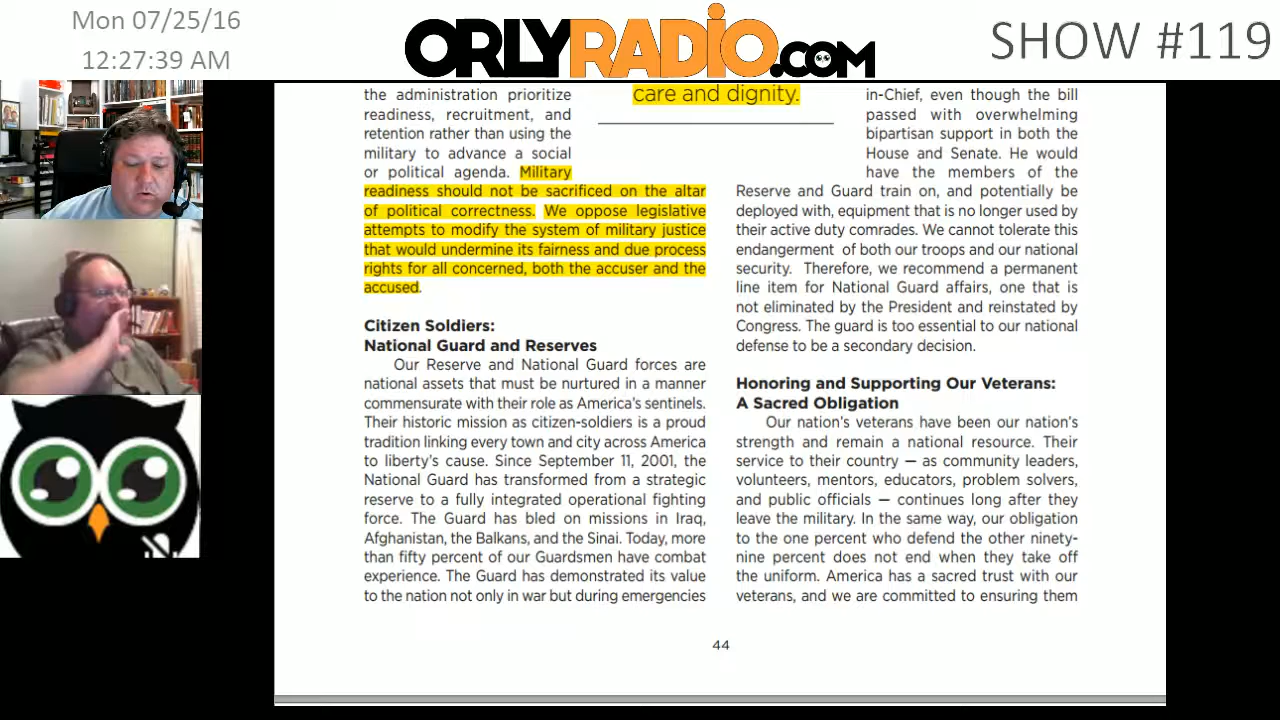 Mon 07/25/16
12:27:39 AM
ORLYRADiO.COM
SHOW #119
the administration prioritize
readiness, recruitment, and
retention rather than using the
military to advance a social
or political agenda. Military
readiness should not be sacrificed on the altar
of political correctness. We oppose legislative
attempts to modify the system of military justice
that would undermine its fairness and due process
rights for all concerned, both the accuser and the
accused.
Citizen Soldiers:
National Guard and Reserves
Our Reserve and National Guard forces are
national assets that must be nurtured in a manner
commensurate with their role as America's sentinels.
Their historic mission as citizen-soldiers is a proud
tradition linking every town and city across America
to liberty's cause. Since September 11, 2001, the
National Guard has transformed from a strategic
reserve to a fully integrated operational fighting
force. The Guard has bled on missions in Iraq,
Afghanistan, the Balkans, and the Sinai. Today, more
than fifty percent of our Guardsmen have combat
experience. The Guard has demonstrated its value
to the nation not only in war but during emergencies
care and dignity.
in-Chief, even though the bill
passed with overwhelming
bipartisan support in both the
House and Senate. He would
have the members of the
Reserve and Guard train on, and potentially be
deployed with, equipment that is no longer used by
their active duty comrades. We cannot tolerate this
endangerment of both our troops and our national
security. Therefore, we recommend a permanent
line item for National Guard affairs, one that is
not eliminated by the President and reinstated by
Congress. The guard is too essential to our national
defense to be a secondary decision.
Honoring and Supporting Our Veterans:
A Sacred Obligation
Our nation's veterans have been our nation's
strength and remain a national resource. Their
service to their country — as community leaders,
volunteers, mentors, educators, problem solvers,
and public officials — continues long after they
leave the military. In the same way, our obligation
to the one percent who defend the other ninety-
nine percent does not end when they take off
the uniform. America has a sacred trust with our
veterans, and we are committed to ensuring them
44